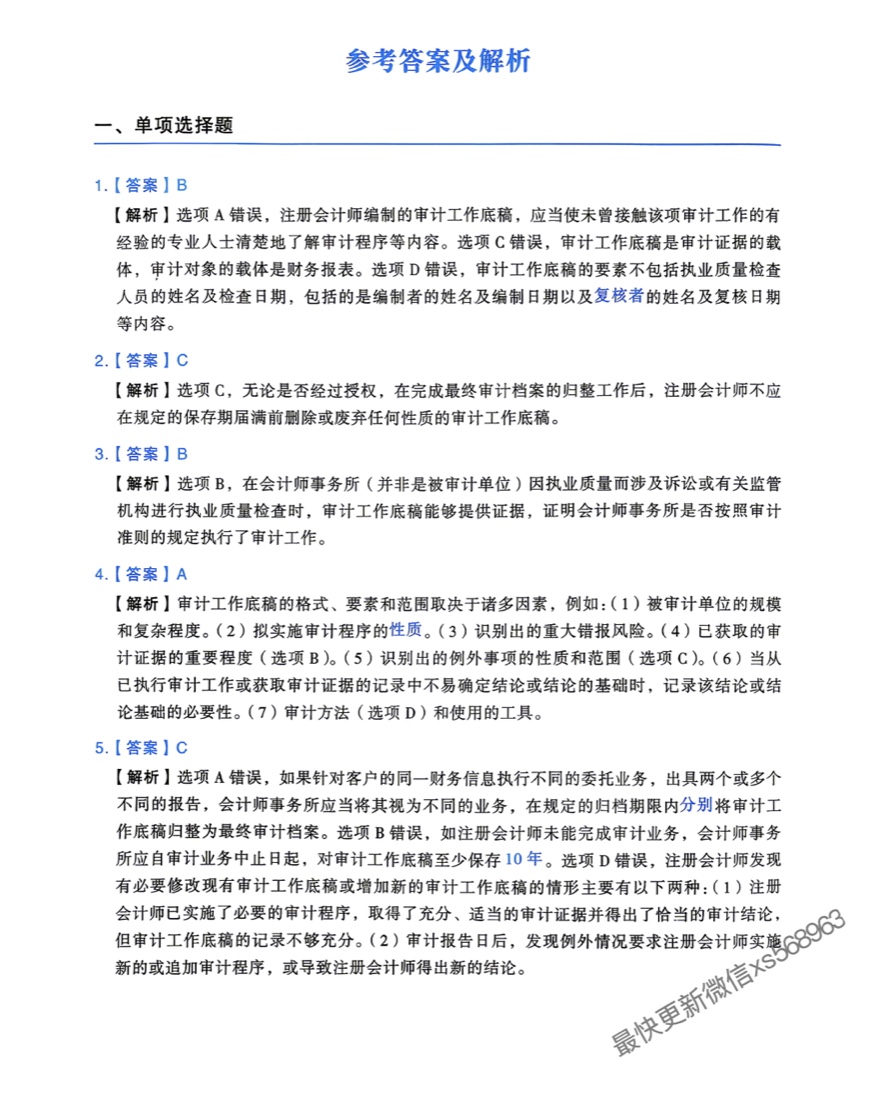 参考答案及解析
一、单项选择题
1.【答案】B
【解析】选项 A 错误，注册会计师编制的审计工作底稿，应当使未曾接触该项审计工作的有
经验的专业人士清楚地了解审计程序等内容。选项 C 错误，审计工作底稿是审计证据的载
体，审计对象的载体是财务报表。选项 D 错误，审计工作底稿的要素不包括执业质量检查
人员的姓名及检查日期，包括的是编制者的姓名及编制日期以及复核者的姓名及复核日期
等内容。
2.【答案】C
【解析】选项 C，无论是否经过授权，在完成最终审计档案的归整工作后，注册会计师不应
在规定的保存期届满前删除或废弃任何性质的审计工作底稿。
3.【答案】B
【解析】选项 B，在会计师事务所（并非是被审计单位）因执业质量而涉及诉讼或有关监管
机构进行执业质量检查时，审计工作底稿能够提供证据，证明会计师事务所是否按照审计
准则的规定执行了审计工作。
4.【答案】A
【解析】审计工作底稿的格式、要素和范围取决于诸多因素，例如：（1）被审计单位的规模
和复杂程度。（2）拟实施审计程序的性质。（3）识别出的重大错报风险。（4）已获取的审
计证据的重要程度（选项 B）。（5）识别出的例外事项的性质和范围（选项 C）。（6）当从
已执行审计工作或获取审计证据的记录中不易确定结论或结论的基础时，记录该结论或结
论基础的必要性。（7）审计方法（选项 D）和使用的工具。
5.【答案】C
【解析】选项 A 错误，如果针对客户的同一财务信息执行不同的委托业务，出具两个或多个
不同的报告，会计师事务所应当将其视为不同的业务，在规定的归档期限内分别将审计工
作底稿归整为最终审计档案。选项 B 错误，如注册会计师未能完成审计业务，会计师事务
所应自审计业务中止日起，对审计工作底稿至少保存 10 年。选项 D 错误，注册会计师发现
有必要修改现有审计工作底稿或增加新的审计工作底稿的情形主要有以下两种：（1）注册
会计师已实施了必要的审计程序，取得了充分、适当的审计证据并得出了恰当的审计结论，
但审计工作底稿的记录不够充分。（2）审计报告日后，发现例外情况要求注册会计师实施
新的或追加审计程序，或导致注册会计师得出新的结论。
最快更新微信xs568963